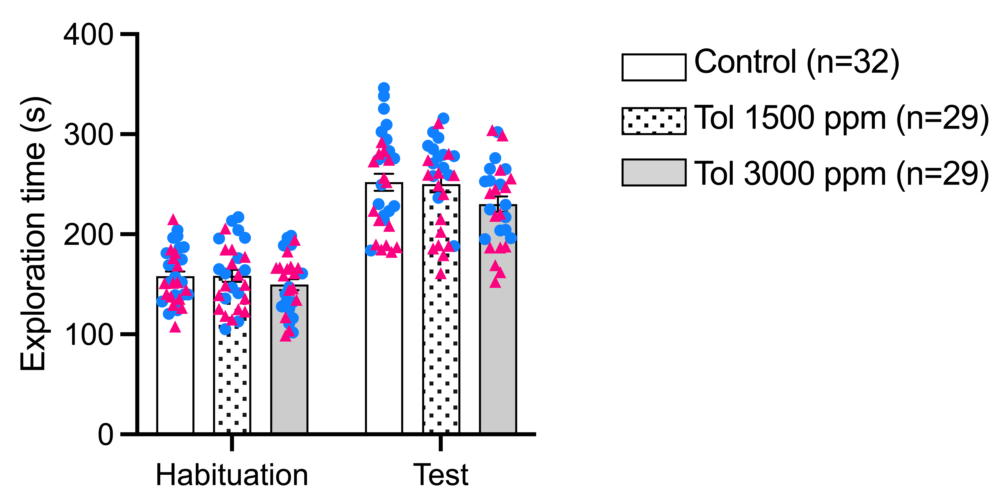 Exploration time (s)
400
300
200
100
0
Habituation
Test
Control (n=32)
Tol 1500 ppm (n=29)
Tol 3000 ppm (n=29)